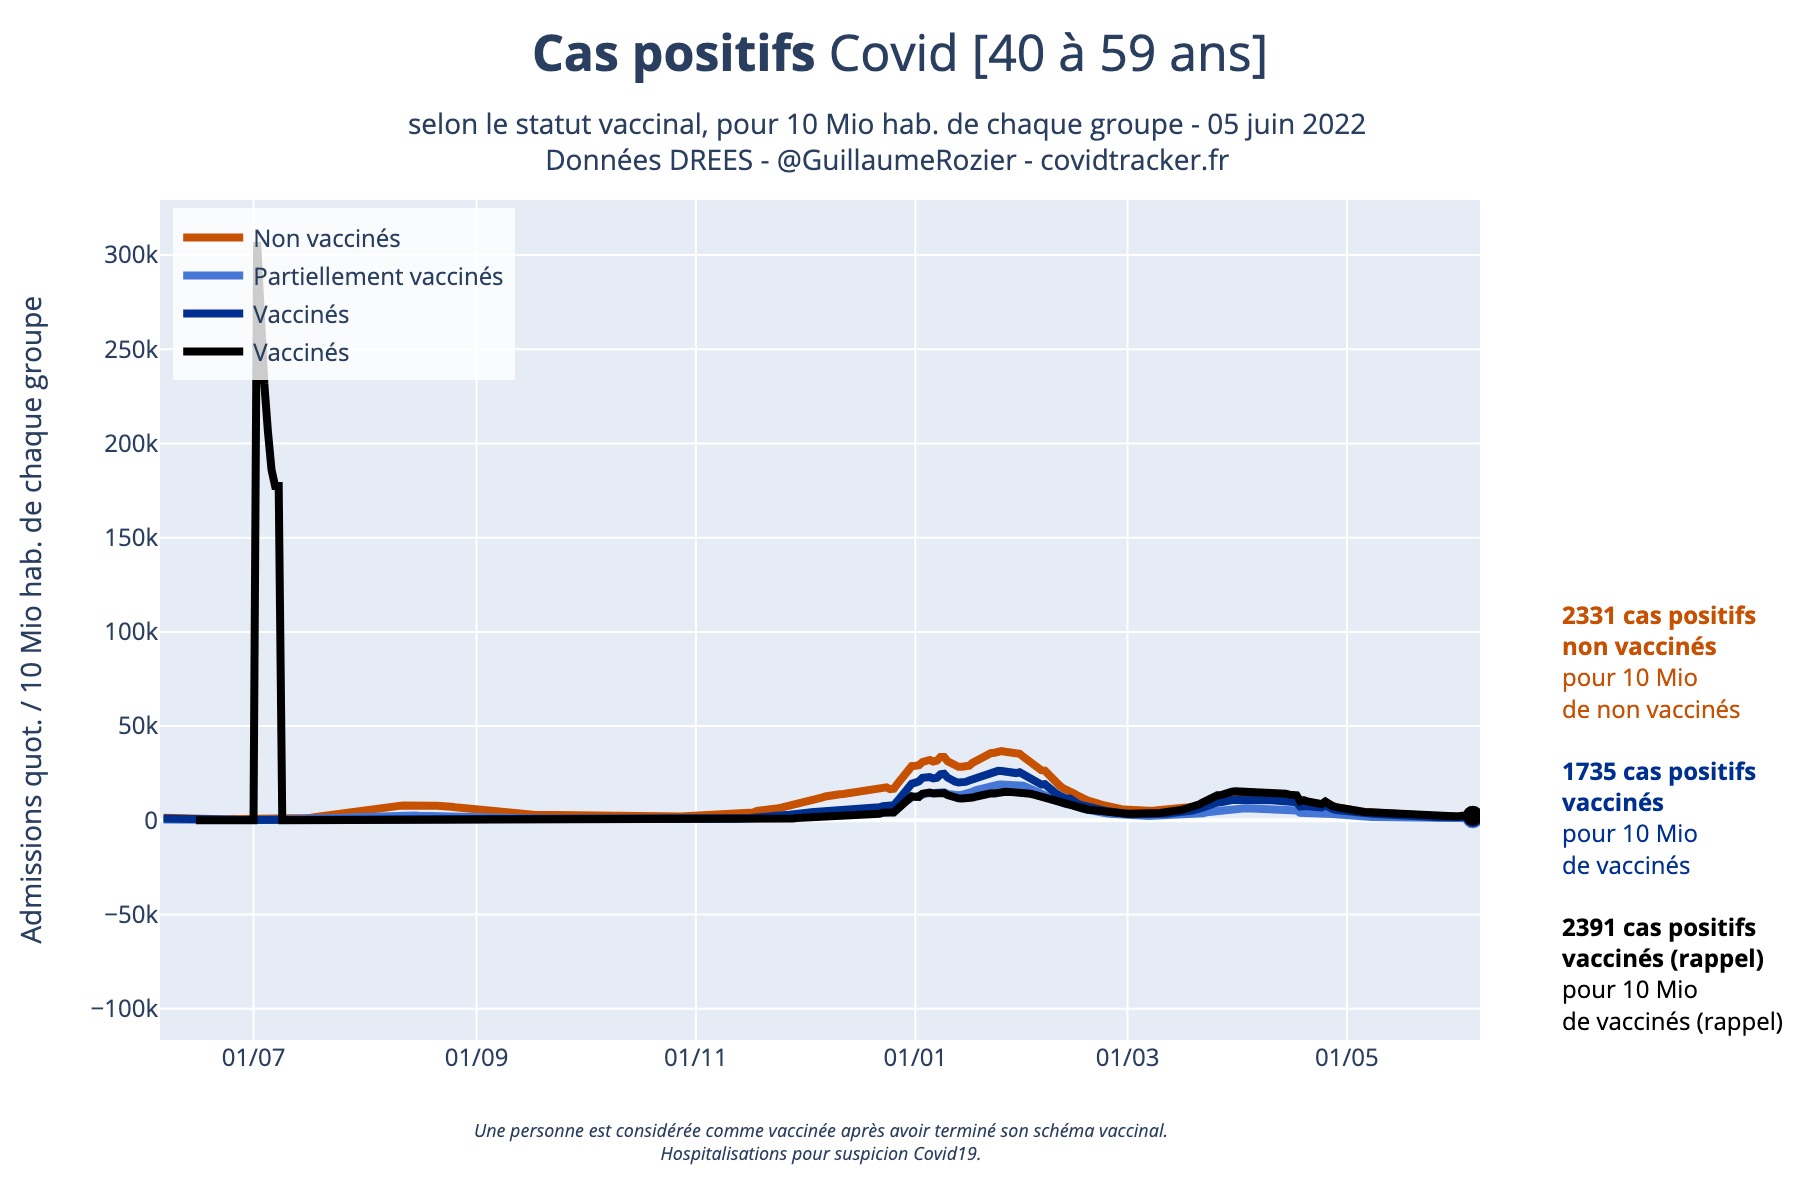 Cas positifs Covid [40 à 59 ans]
selon le statut vaccinal, pour 10 Mio hab. de chaque groupe - 05 juin 2022
Données DREES - @GuillaumeRozier - covidtracker.fr
Admissions quot. / 10 Mio hab. de chaque groupe
300k
250k
200k
150k
100k
50k
0
−50k
−100k
Non vaccinés
Partiellement vaccinés
Vaccinés
Vaccinés
01/07
01/09
01/11
01/01
01/03
01/05
2331 cas positifs
non vaccinés
pour 10 Mio
de non vaccinés
1735 cas positifs
vaccinés
pour 10 Mio
de vaccinés
2391 cas positifs
vaccinés (rappel)
pour 10 Mio
de vaccinés (rappel)
Une personne est considérée comme vaccinée après avoir terminé son schéma vaccinal.
Hospitalisations pour suspicion Covid19.